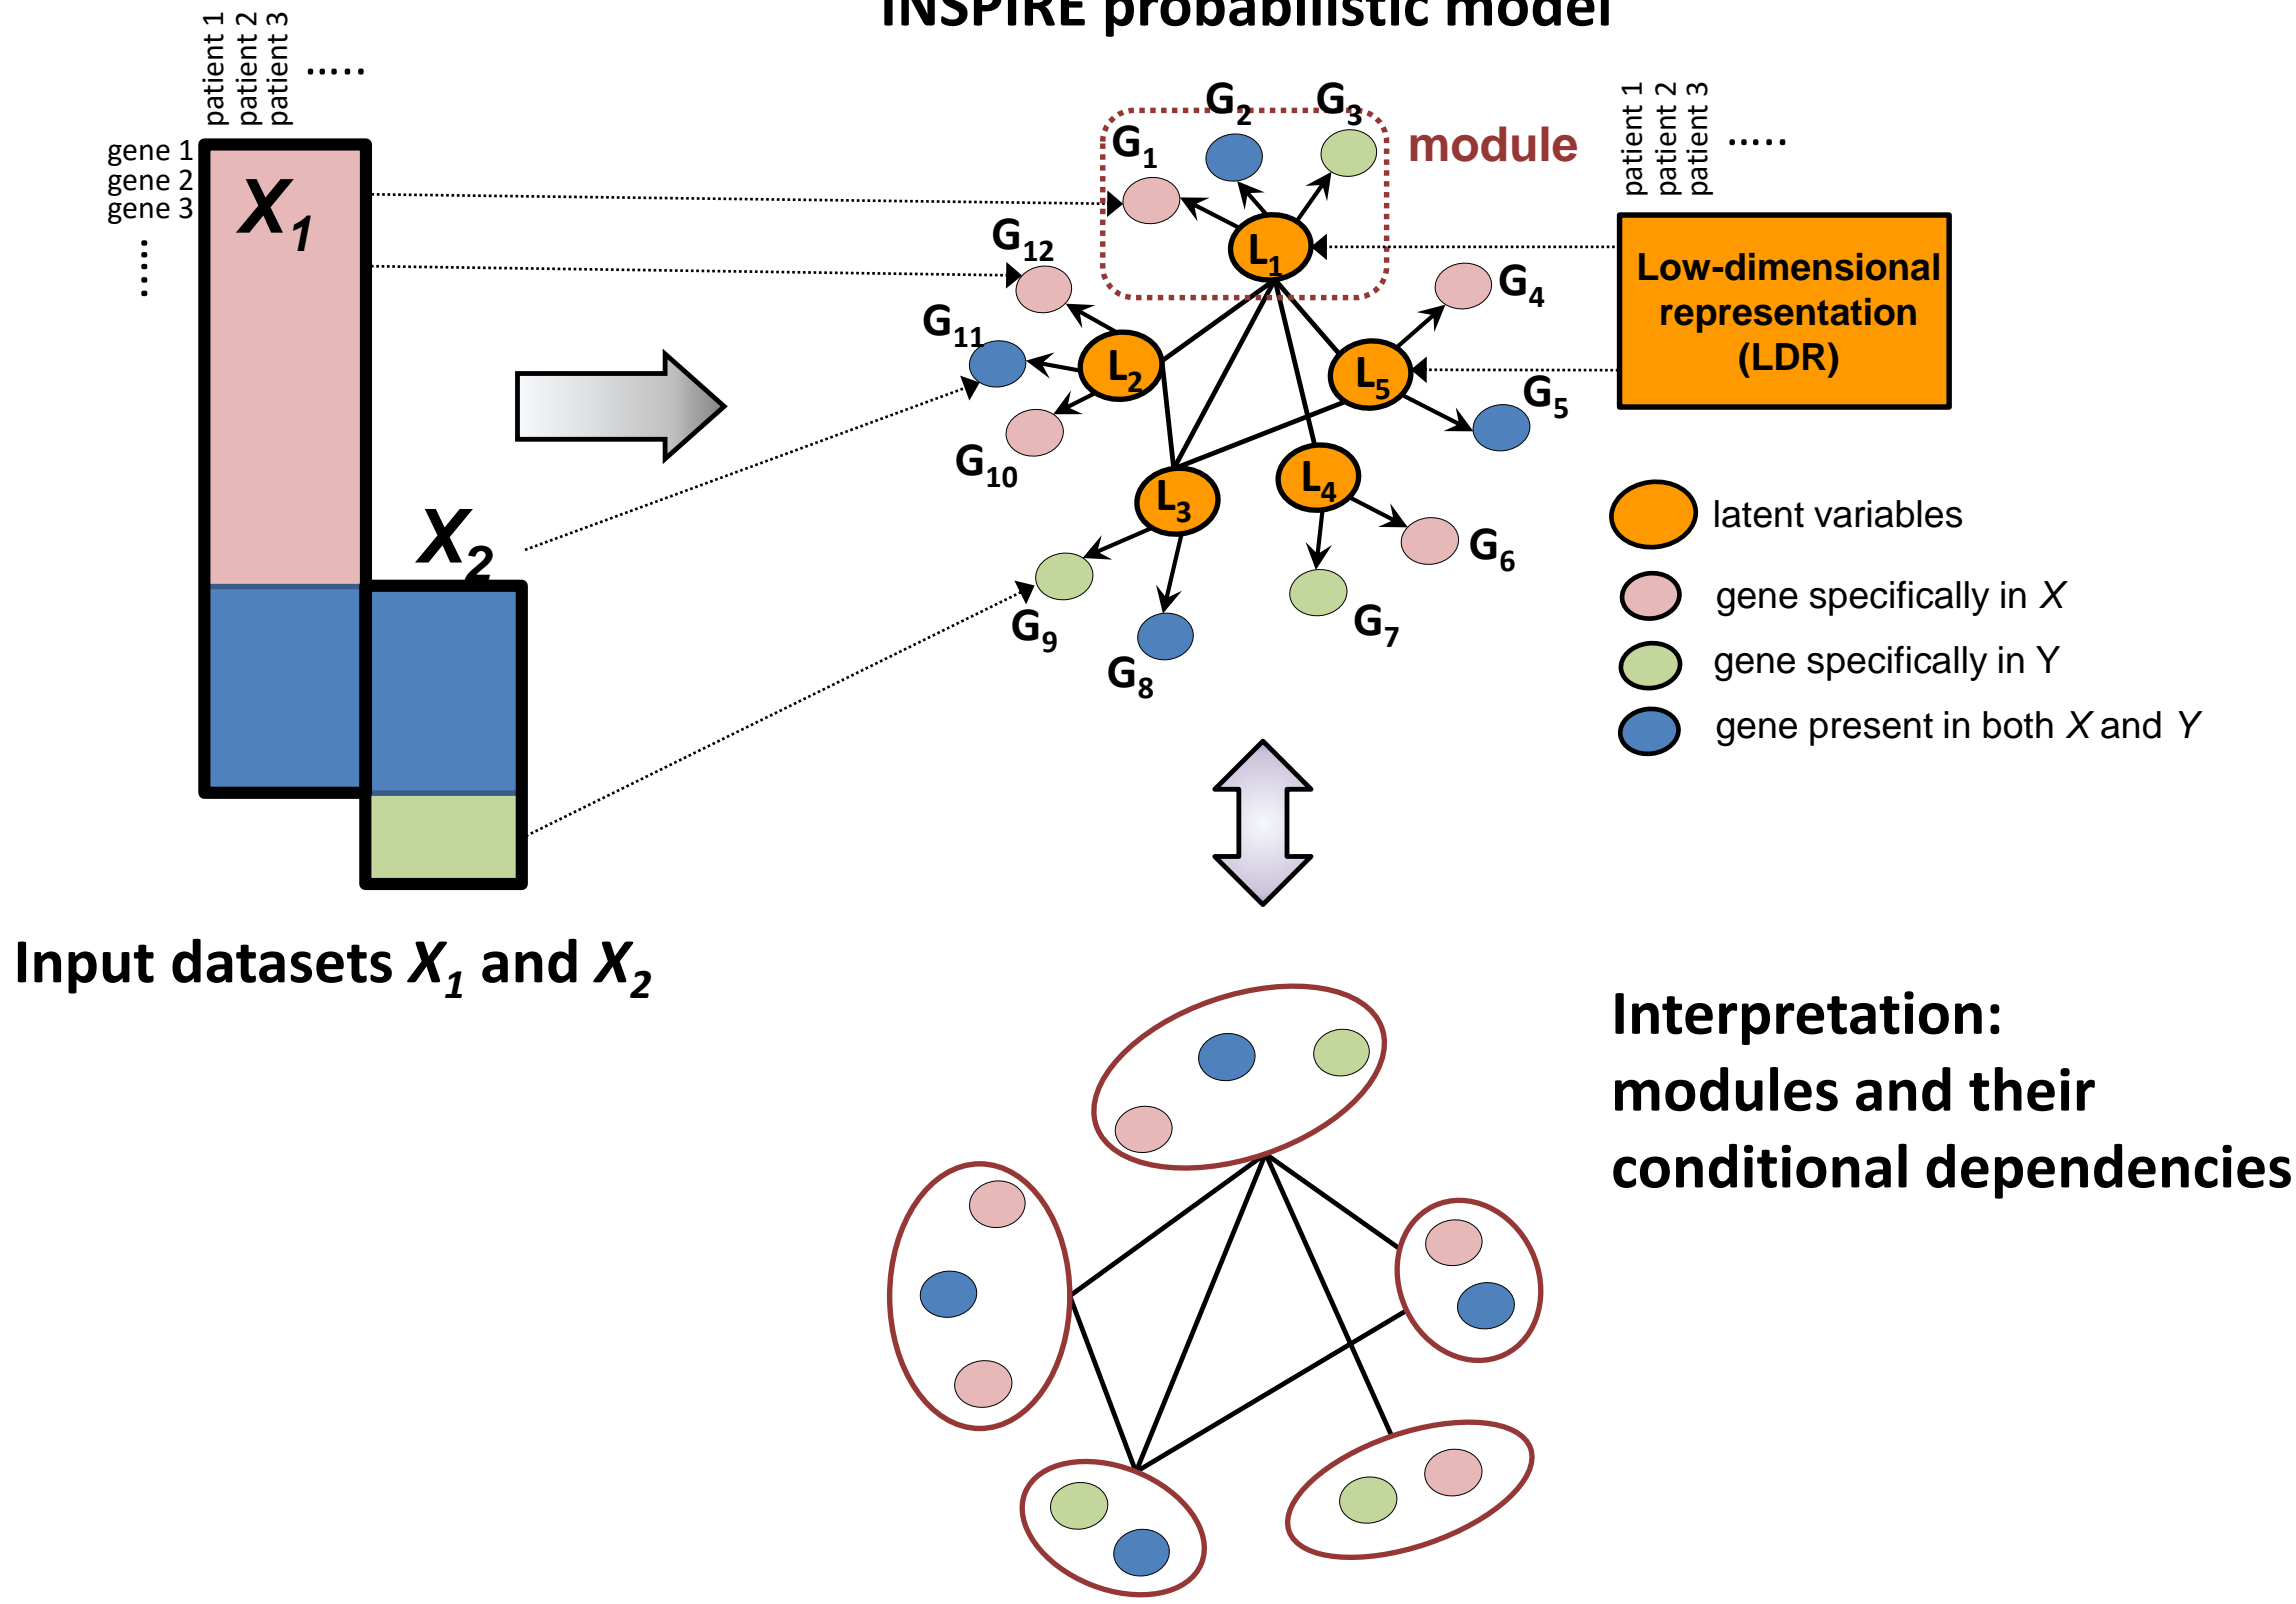 INSPIRE probabilistic model
patient 1
patient 2
patient 3
.....
gene 1
gene 2
gene 3
.....
X1
X2
Input datasets X1 and X2
G1
G2
G3
module
L1
G12
G11
G10
L2
G4
L5
G5
L3
L4
G6
G7
G8
G9
patient 1
patient 2
patient 3
.....
Low-dimensional
representation
(LDR)
latent variables
gene specifically in X
gene specifically in Y
gene present in both X and Y
Interpretation:
modules and their
conditional dependencies